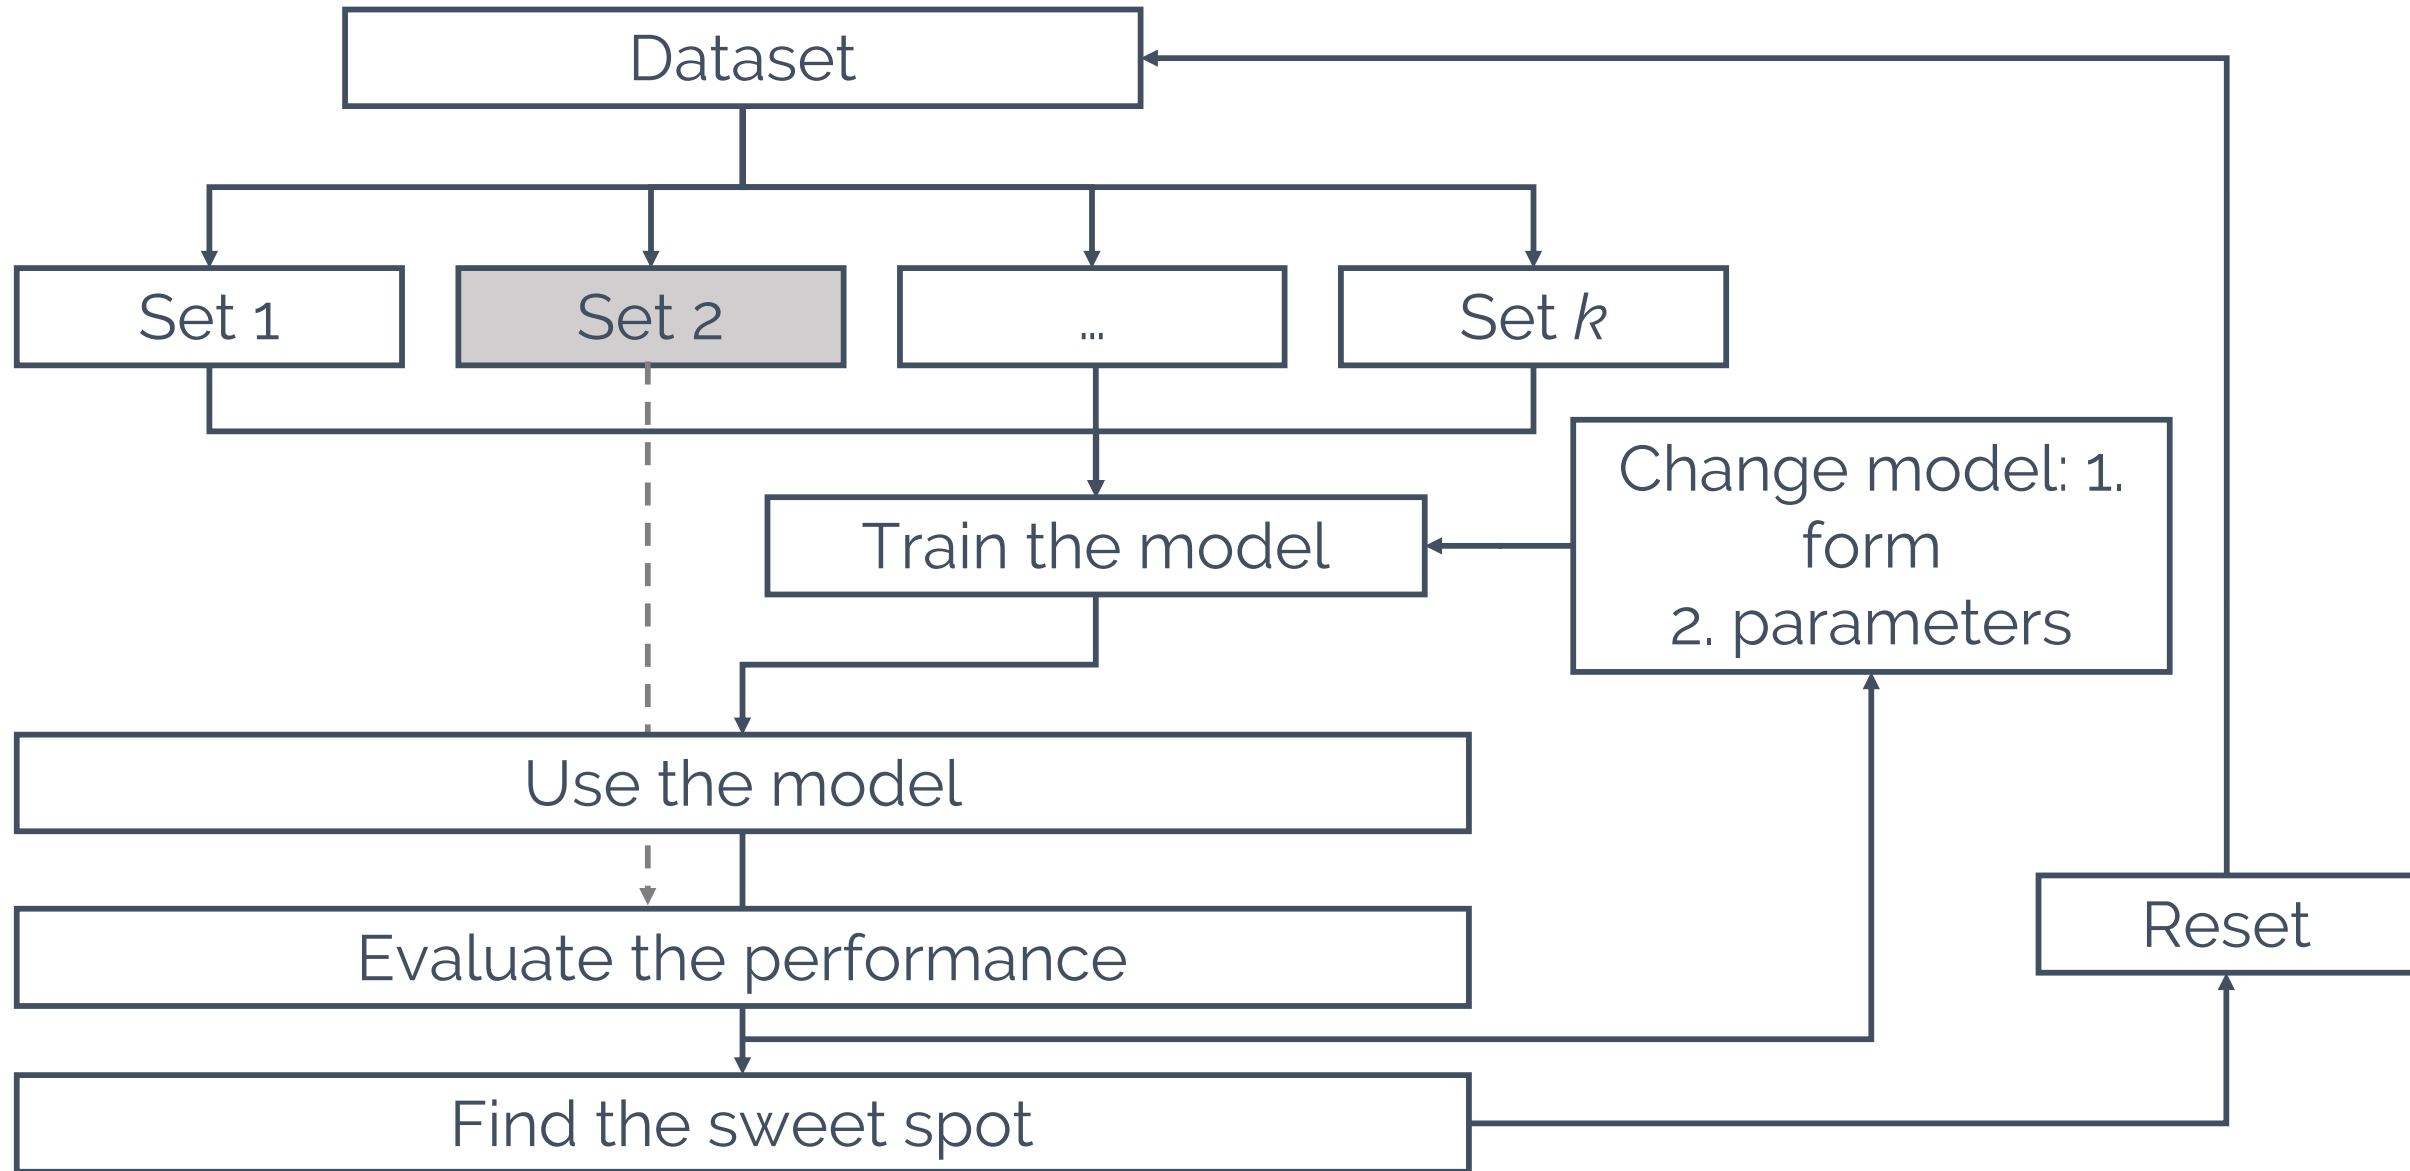 Dataset
Set 1
Set 2
...
Set k
Change model: 1.
form
2. parameters
Train the model
Use the model
Evaluate the performance
Reset
Find the sweet spot